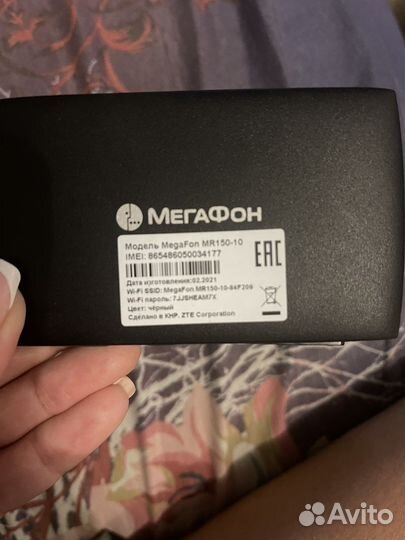 МЕГАФОН
Модель MegaFon MR150-10
IMEI: 865486050034177
EAC
Дата изготовления:02.2021
Wi-Fi SSID: MegaFon MR150-10-84F209
Wi-Fi пароль: 7JJSHEAM7X
Цвет: чёрный
Сделано в КНР. ZTE Corporation
Avito